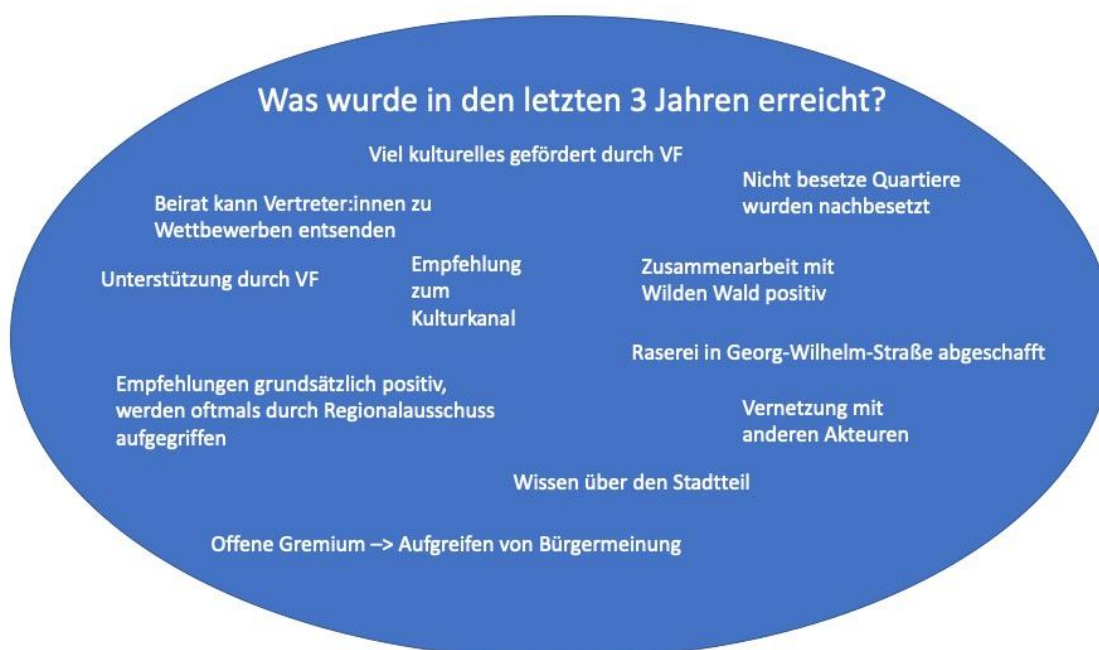 Was wurde in den letzten 3 Jahren erreicht?
Viel kulturelles gefördert durch VF
Nicht besetze Quartiere
wurden nachbesetzt
Beirat kann Vertreter:innen zu
Wettbewerben entsenden
Unterstützung durch VF
Empfehlung
zum
Kulturkanal
Zusammenarbeit mit
Wilden Wald positiv
Raserei in Georg-Wilhelm-Straße abgeschafft
Empfehlungen grundsätzlich positiv,
werden oftmals durch Regionalausschuss
aufgegriffen
Vernetzung mit
anderen Akteuren
Wissen über den Stadtteil
Offene Gremium –> Aufgreifen von Bürgermeinung